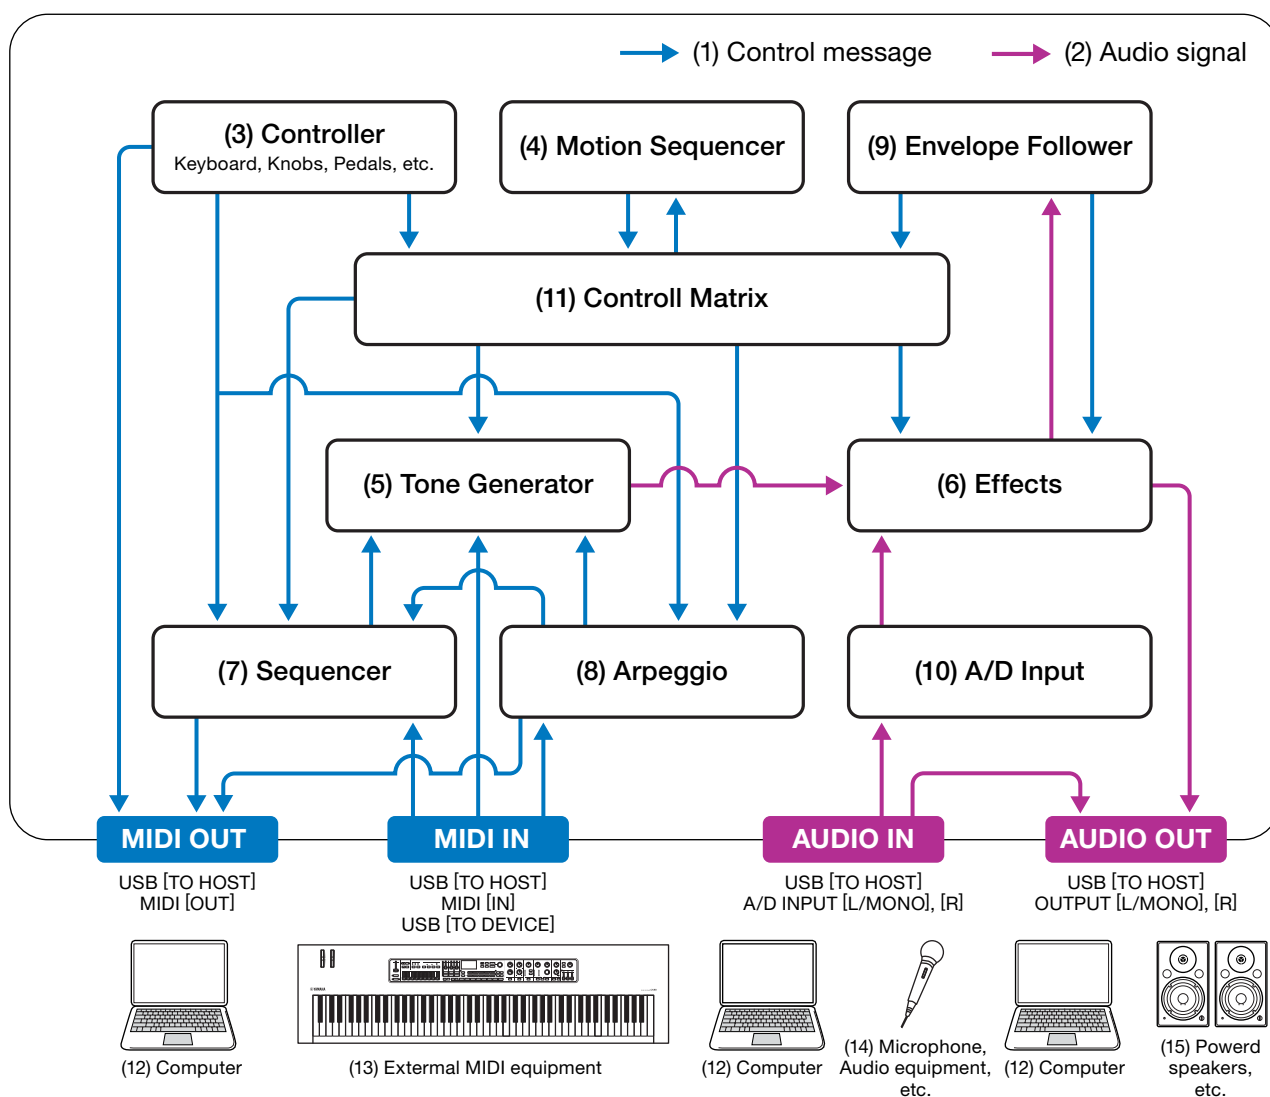 (1) Control message
(2) Audio signal
(3) Controller
Keyboard, Knobs, Pedals, etc.
(4) Motion Sequencer
(9) Envelope Follower
(11) Controll Matrix
(5) Tone Generator
(6) Effects
(7) Sequencer
(8) Arpeggio
(10) A/D Input
MIDI OUT
MIDI IN
AUDIO IN
AUDIO OUT
USB [TO HOST]
MIDI [OUT]
USB [TO HOST]
MIDI [IN]
USB [TO DEVICE]
USB [TO HOST]
A/D INPUT [L/MONO], [R]
USB [TO HOST]
OUTPUT [L/MONO], [R]
(12) Computer
(13) Extermal MIDI equipment
(12) Computer
(14) Microphone,
Audio equipment,
etc.
(12) Computer
(15) Powerd
speakers,
etc.